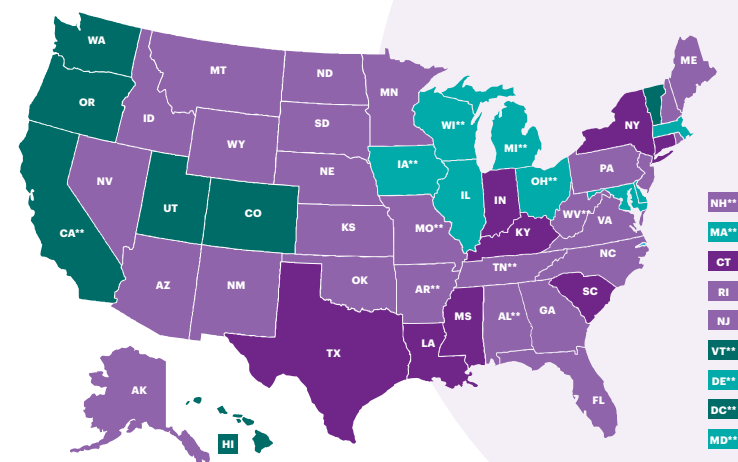 WA
ME
MT
ND
MN
OR
ID
SD
WI**
NY
WY
MI**
IA**
PA
NV
NE
OH**
IL
IN
NH**
UT
CO
WV**
VA
KS
MO**
KY
CA**
MA**
NC
CT
TN**
AZ
NM
OK
AR**
SC
RI
MS
AL**
GA
NJ
LA
TX
VT**
DE**
AK
FL
DC**
HI
MD**